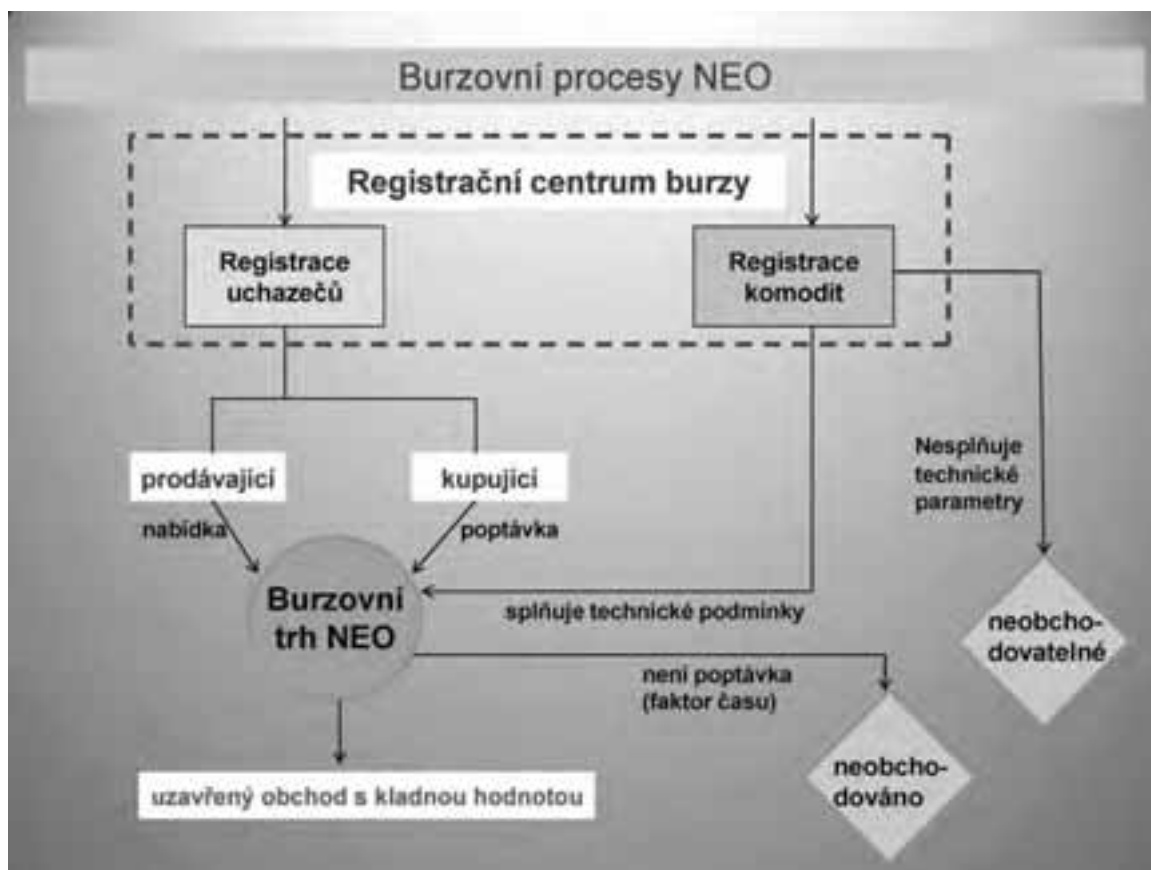 Burzovní procesy NEO
Registrační centrum burzy
Registrace
uchazečů
Registrace
komodit
prodávající
kupující
nabídka
poptávka
Nesplňuje
technické
parametry
Burzovní
trh NEO
splňuje technické podmínky
neobcho-
dovatelné
není poptávka
(faktor času)
neobcho-
dováno
uzavřený obchod s kladnou hodnotou